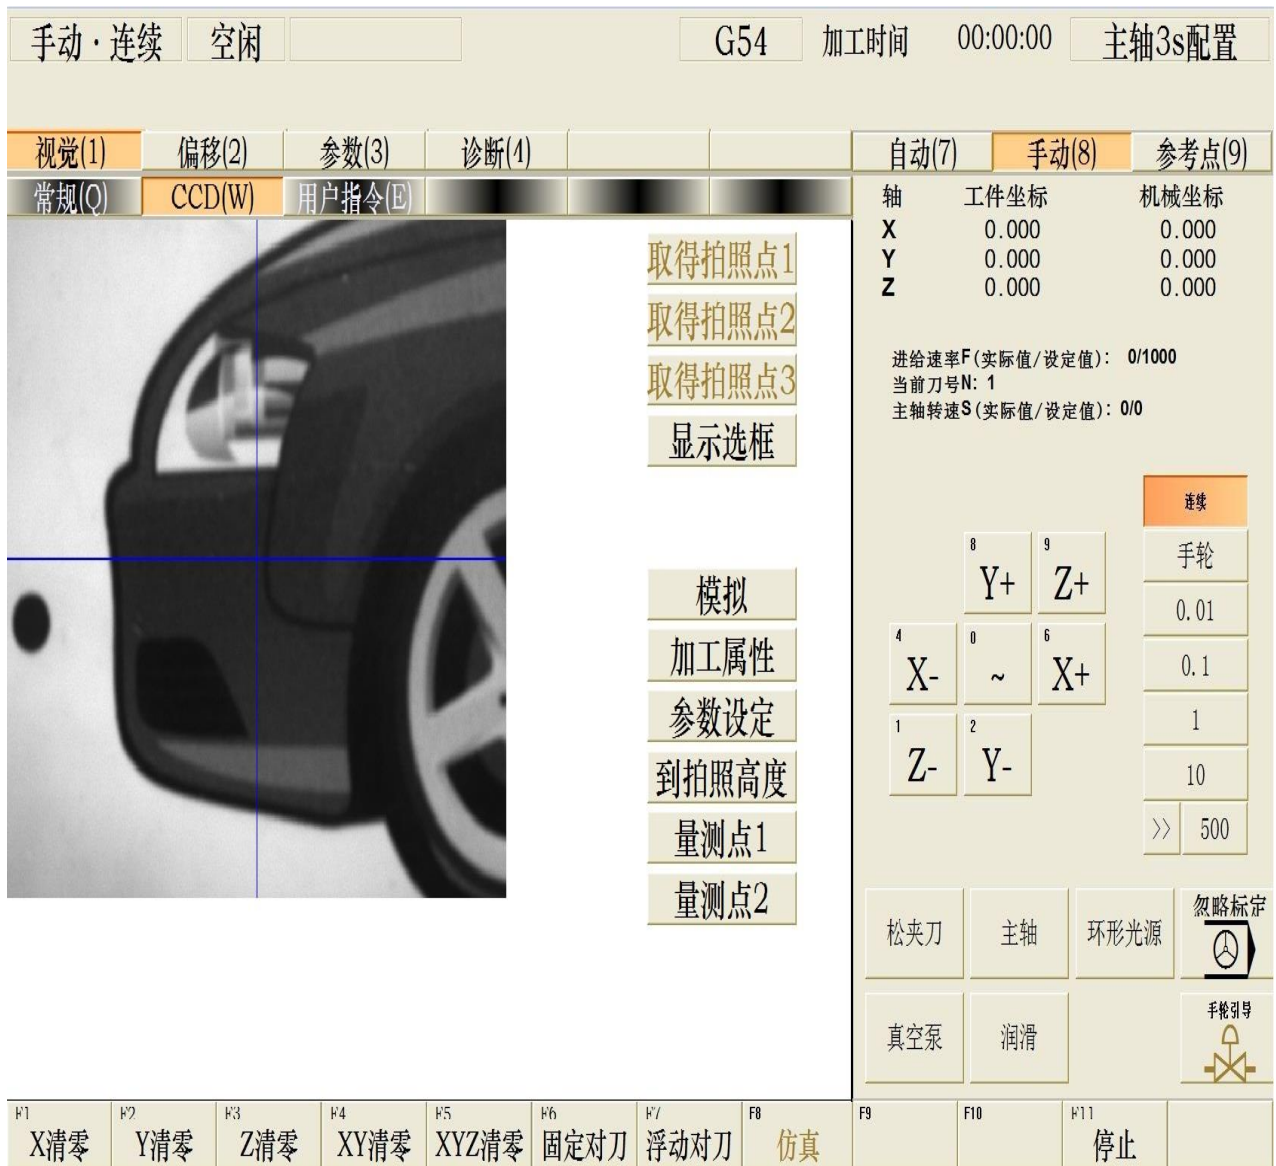 手动·连续 空闲 G54 加工时间 00:00:00 主轴3s配置
视觉(1) 偏移(2) 参数(3) 诊断(4) 自动(7) 手动(8) 参考点(9)
常规(Q) CCD(W) 用户指令(E)
轴 工件坐标 机械坐标
X 0.000 0.000
Y 0.000 0.000
Z 0.000 0.000
取得拍照点1
取得拍照点2
取得拍照点3
显示选框
模拟
加工属性
参数设定
到拍照高度
量测点1
量测点2
进给速率F(实际值/设定值): 0/1000
当前刀号N: 1
主轴转速S(实际值/设定值): 0/0
连续
手轮
0.01
0.1
1
10
>> 500
8 Y+ 9 Z+
4 X- 0 ~ 6 X+
1 Z- 2 Y-
松夹刀 主轴 环形光源 忽略标定
真空泵 润滑 手轮引导
F1 X清零 F2 Y清零 F3 Z清零 F4 XY清零 F5 XYZ清零 F6 固定对刀 F7 浮动对刀 F8 仿真 F9 F10 F11 停止